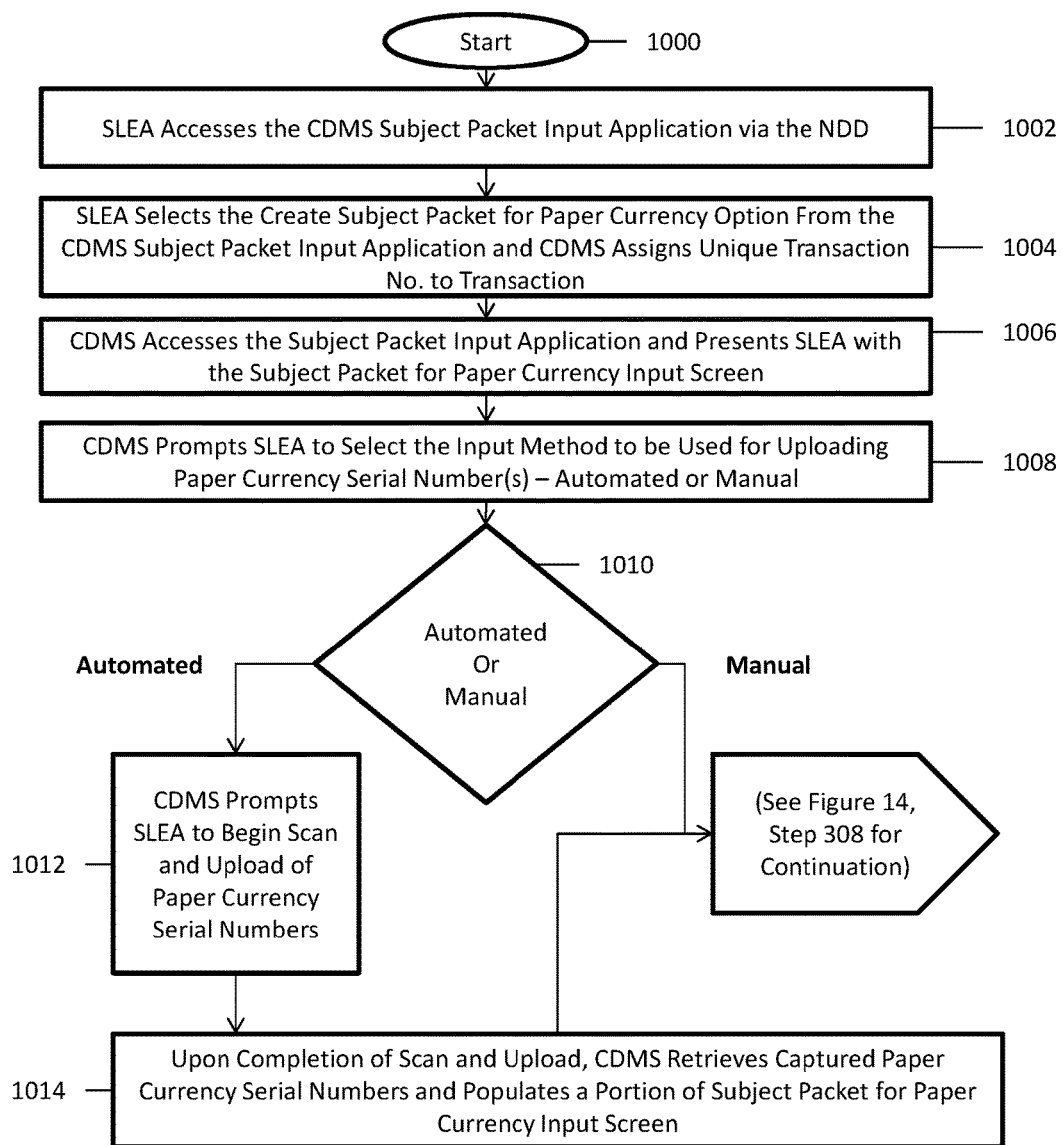 Start
1000
SLEA Accesses the CDMS Subject Packet Input Application via the NDD
1002
SLEA Selects the Create Subject Packet for Paper Currency Option From the
CDMS Subject Packet Input Application and CDMS Assigns Unique Transaction
No. to Transaction
1004
CDMS Accesses the Subject Packet Input Application and Presents SLEA with
the Subject Packet for Paper Currency Input Screen
1006
CDMS Prompts SLEA to Select the Input Method to be Used for Uploading
Paper Currency Serial Number(s) – Automated or Manual
1008
1010
Automated
Or
Manual
Automated
Manual
CDMS Prompts
SLEA to Begin Scan
and Upload of
Paper Currency
Serial Numbers
1012
(See Figure 14,
Step 308 for
Continuation)
Upon Completion of Scan and Upload, CDMS Retrieves Captured Paper
Currency Serial Numbers and Populates a Portion of Subject Packet for Paper
Currency Input Screen
1014